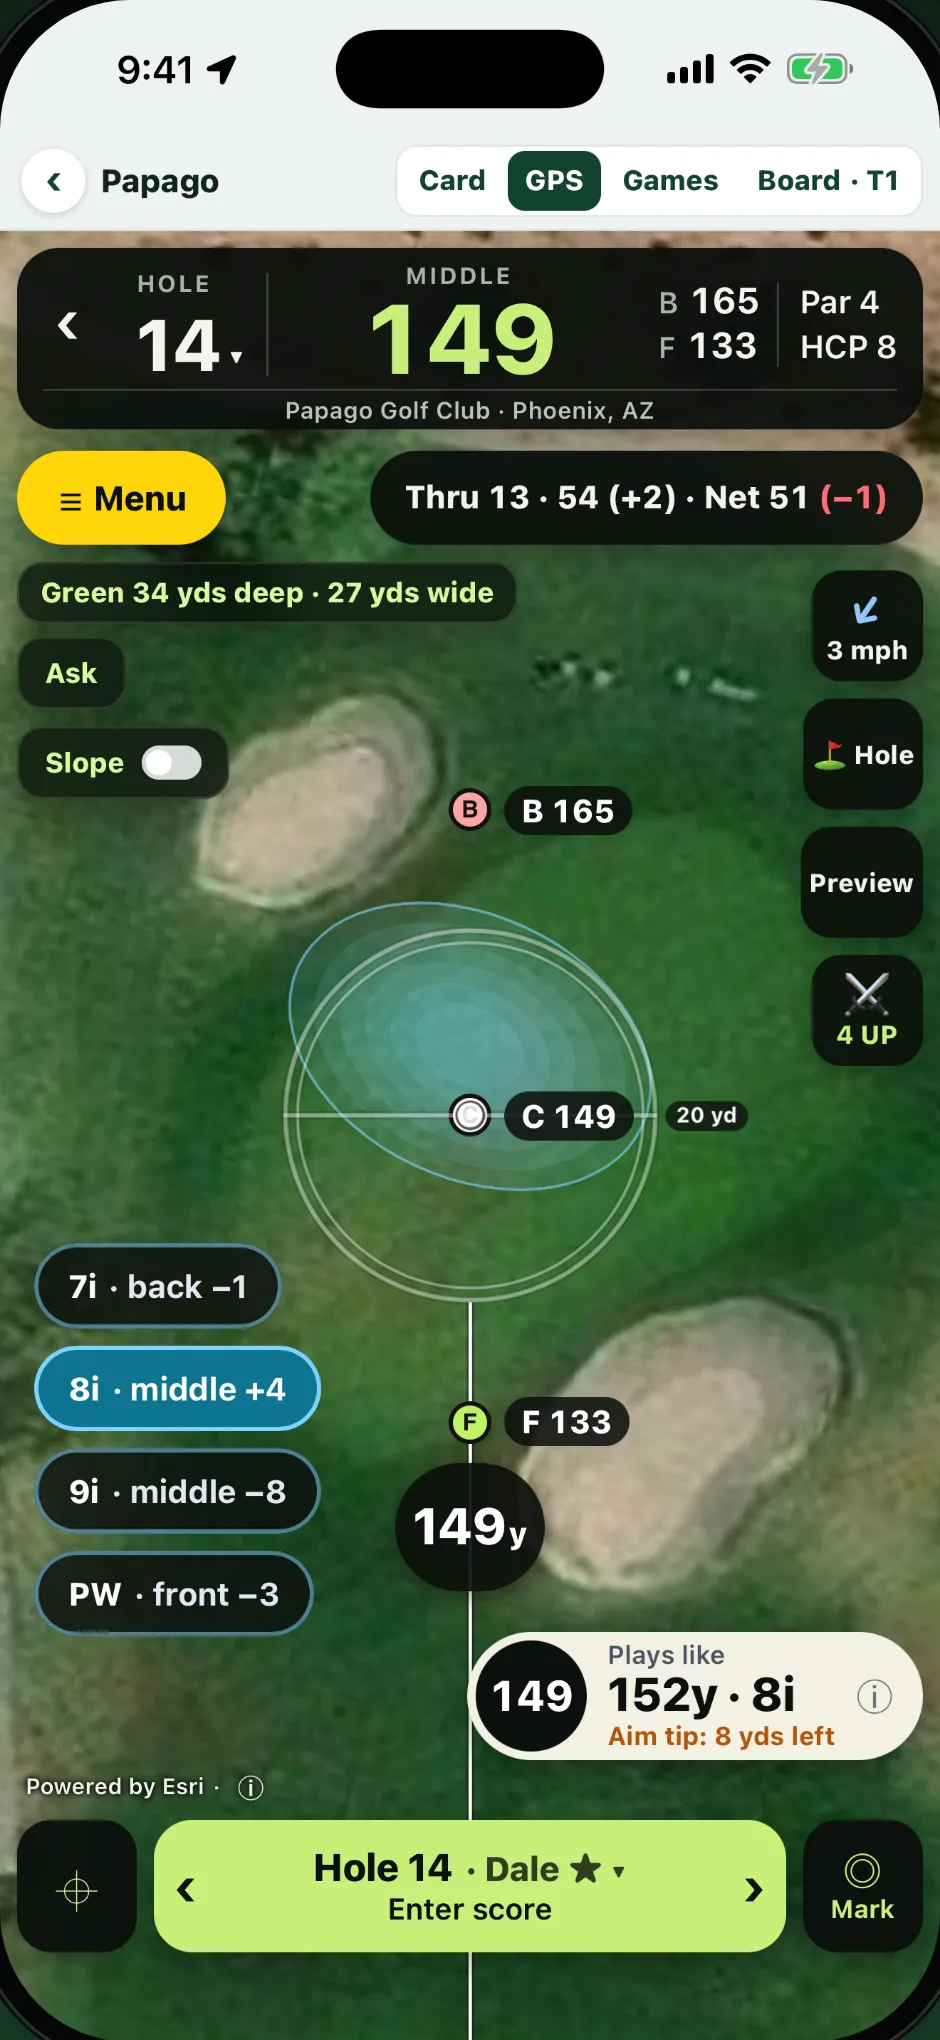 9:41
‹ Papago
Card GPS Games Board · T1
HOLE
‹ 14 ▾
MIDDLE
149
B 165
F 133
Par 4
HCP 8
Papago Golf Club · Phoenix, AZ
≡ Menu
Thru 13 · 54 (+2) · Net 51 (−1)
Green 34 yds deep · 27 yds wide
Ask
Slope
↙
3 mph
Hole
Preview
4 UP
B B 165
C C 149
20 yd
7i · back −1
8i · middle +4
9i · middle −8
PW · front −3
F F 133
149y
149
Plays like
152y · 8i
Aim tip: 8 yds left
ⓘ
Powered by Esri · ⓘ
‹ Hole 14 · Dale ★ ▾ ›
Enter score
Mark